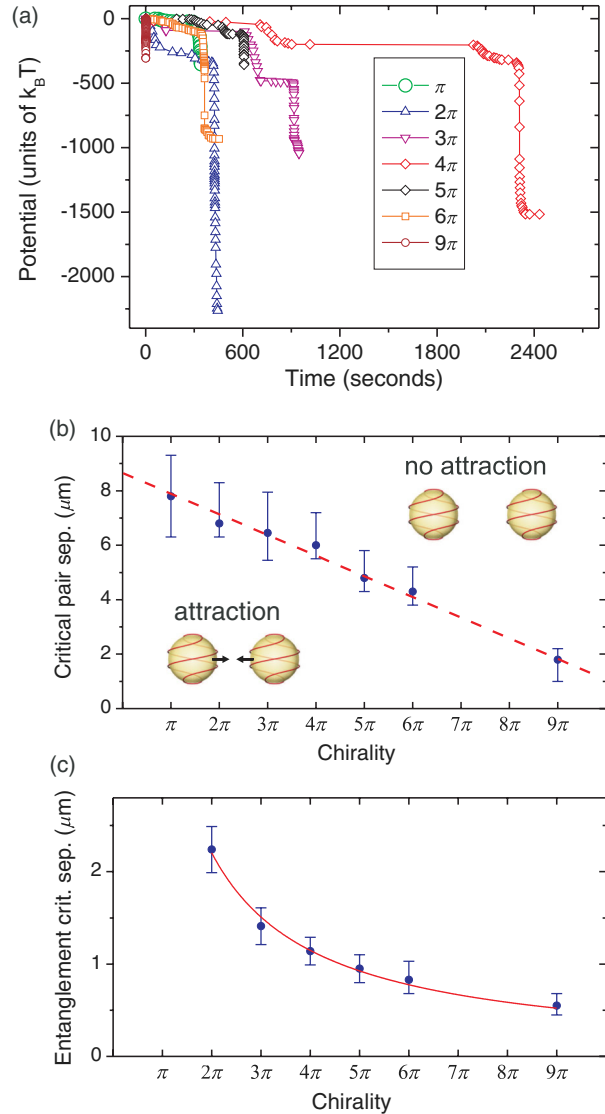 (a)
0
-500
-1000
-1500
-2000
Potential (units of k_B T)
π
2π
3π
4π
5π
6π
9π
0 600 1200 1800 2400
Time (seconds)
(b)
10
8
6
4
2
0
Critical pair sep. (μm)
no attraction
attraction
π 2π 3π 4π 5π 6π 7π 8π 9π
Chirality
(c)
2
1
0
Entanglement crit. sep. (μm)
π 2π 3π 4π 5π 6π 7π 8π 9π
Chirality